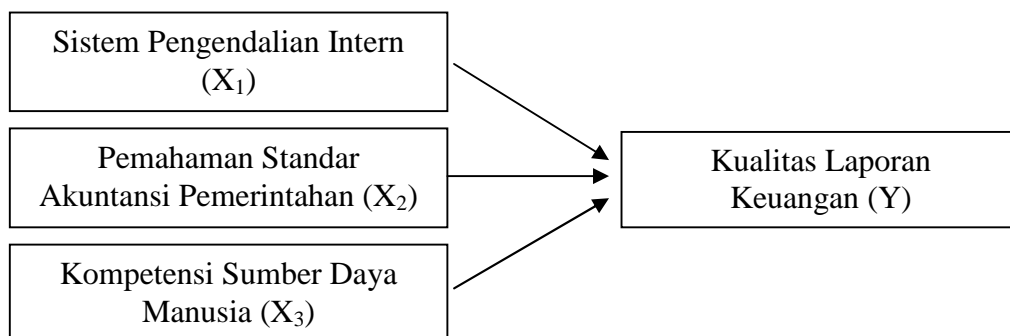 Sistem Pengendalian Intern
(X₁)
Pemahaman Standar
Akuntansi Pemerintahan (X₂)
Kompetensi Sumber Daya
Manusia (X₃)
Kualitas Laporan
Keuangan (Y)